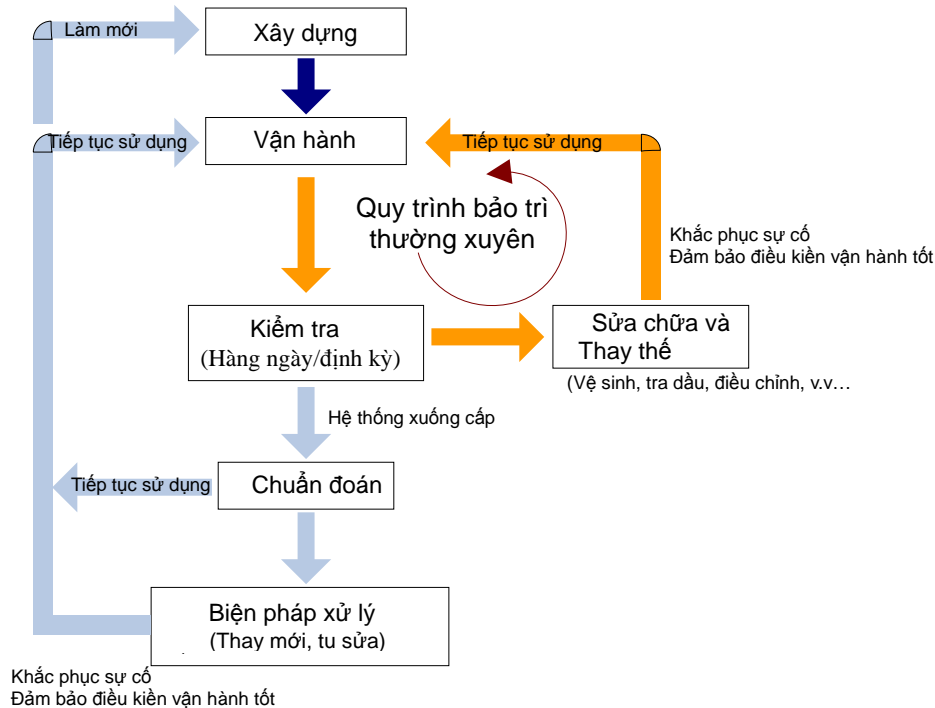 Làm mới
Xây dựng
Tiếp tục sử dụng
Vận hành
Tiếp tục sử dụng
Quy trình bảo trì
thường xuyên
Khắc phục sự cố
Đảm bảo điều kiền vận hành tốt
Kiểm tra
(Hàng ngày/định kỳ)
Sửa chữa và
Thay thế
(Vệ sinh, tra dầu, điều chỉnh, v.v…
Hệ thống xuống cấp
Tiếp tục sử dụng
Chuẩn đoán
Biện pháp xử lý
(Thay mới, tu sửa)
Khắc phục sự cố
Đảm bảo điều kiền vận hành tốt